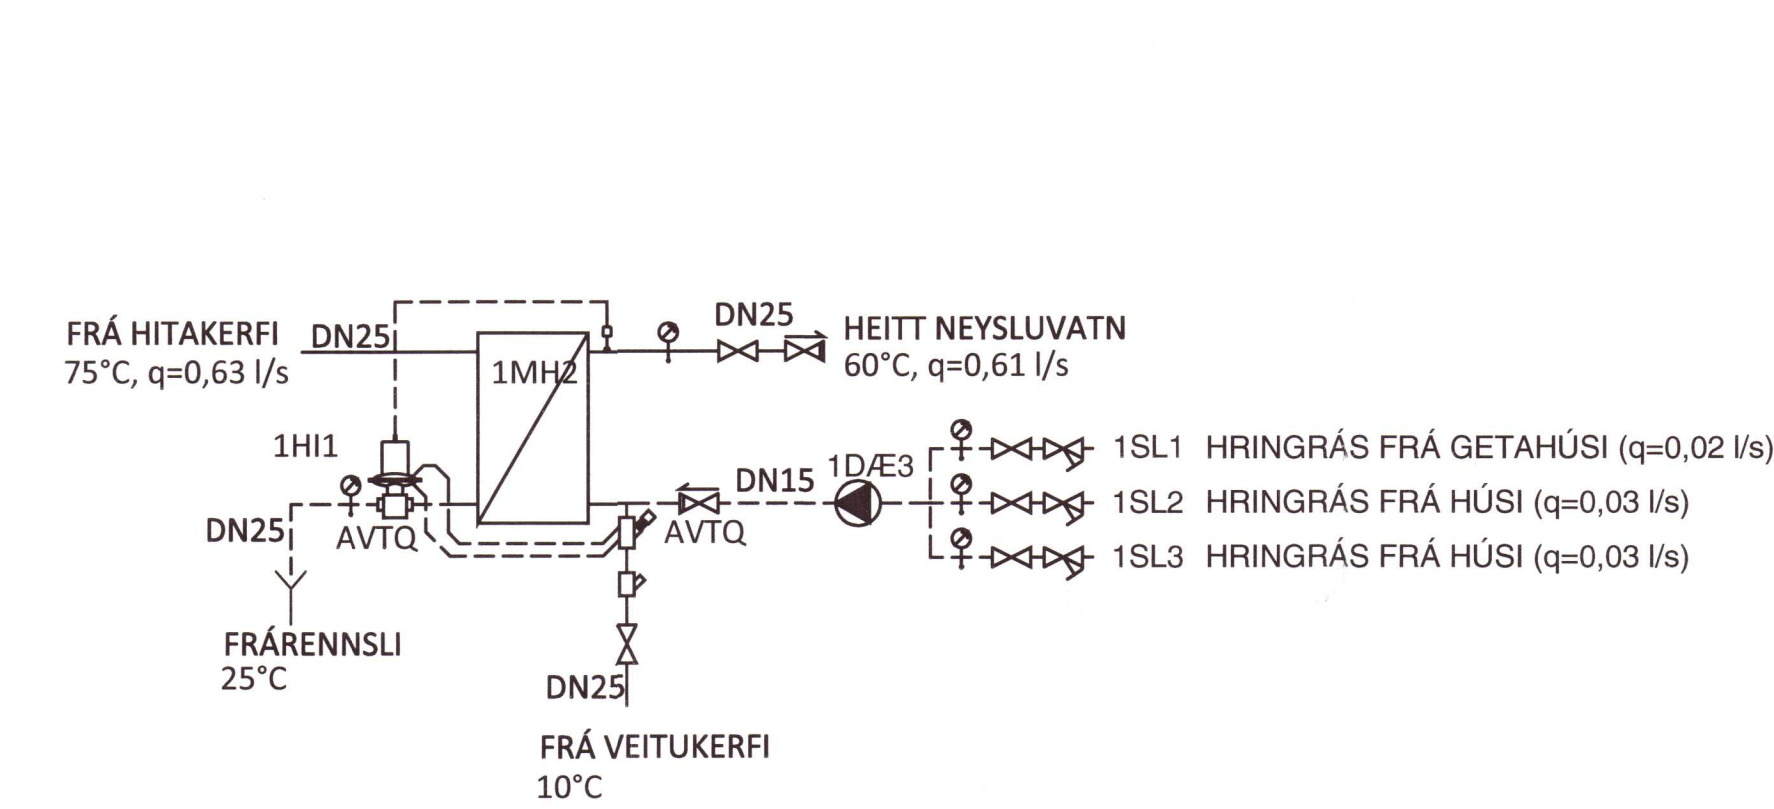 FRÁ HITAKERFI
75°C, q=0,63 l/s
DN25
DN25
HEITT NEYSLUVATN
60°C, q=0,61 l/s
1MH2
1HI1
AVTQ
DN25
FRÁRENNSLI
25°C
AVTQ
DN15
1DÆ3
1SL1 HRINGRÁS FRÁ GETAHÚSI (q=0,02 l/s)
1SL2 HRINGRÁS FRÁ HÚSI (q=0,03 l/s)
1SL3 HRINGRÁS FRÁ HÚSI (q=0,03 l/s)
DN25
FRÁ VEITUKERFI
10°C